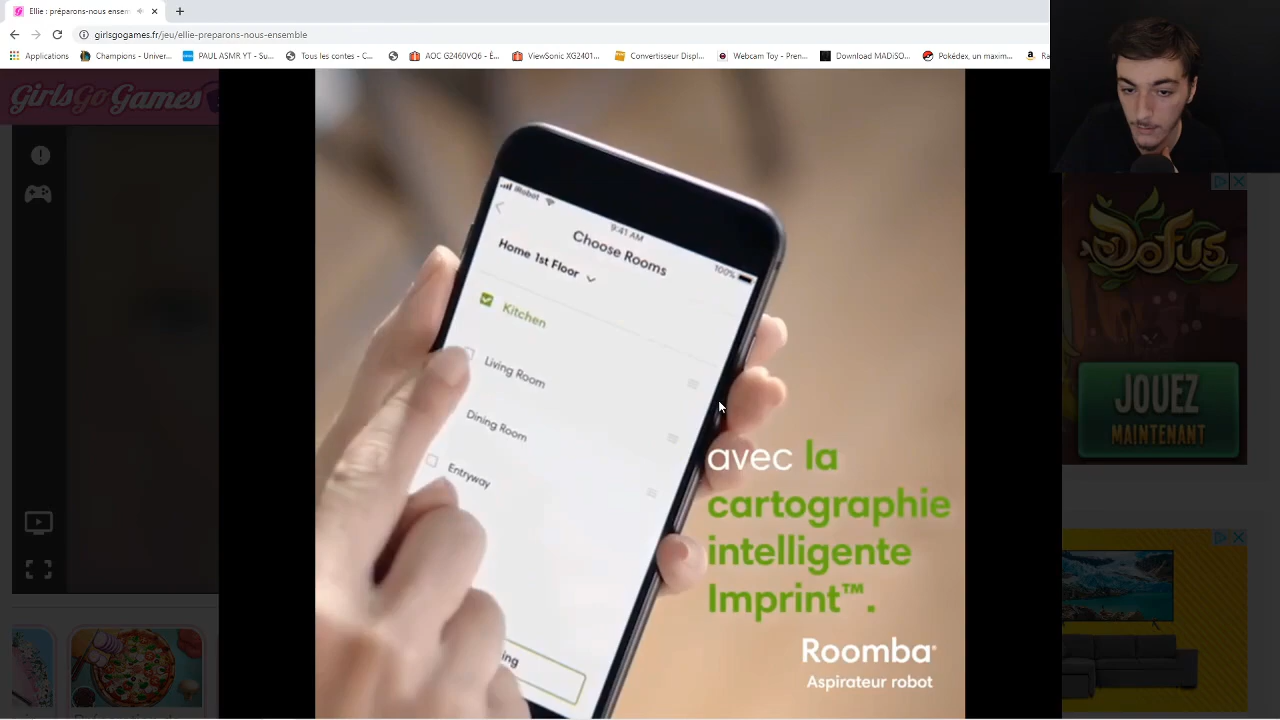 Ellie : préparons-nous ensem
girlsgogames.fr/jeu/ellie-preparons-nous-ensemble
Applications
Champions - Univer...
PAUL ASMR YT - Su...
Tous les contes - C...
AOC G2460VQ6 - É...
ViewSonic XG2401...
Convertisseur Displ...
Webcam Toy - Pren...
Download MADISO...
Pokédex, un maxim...
GirlsGoGames
iRobot
9:41 AM
100%
Choose Rooms
Home 1st Floor
Kitchen
Living Room
Dining Room
Entryway
avec la
cartographie
intelligente
Imprint™.
Roomba®
Aspirateur robot
DOFUS
JOUEZ
MAINTENANT